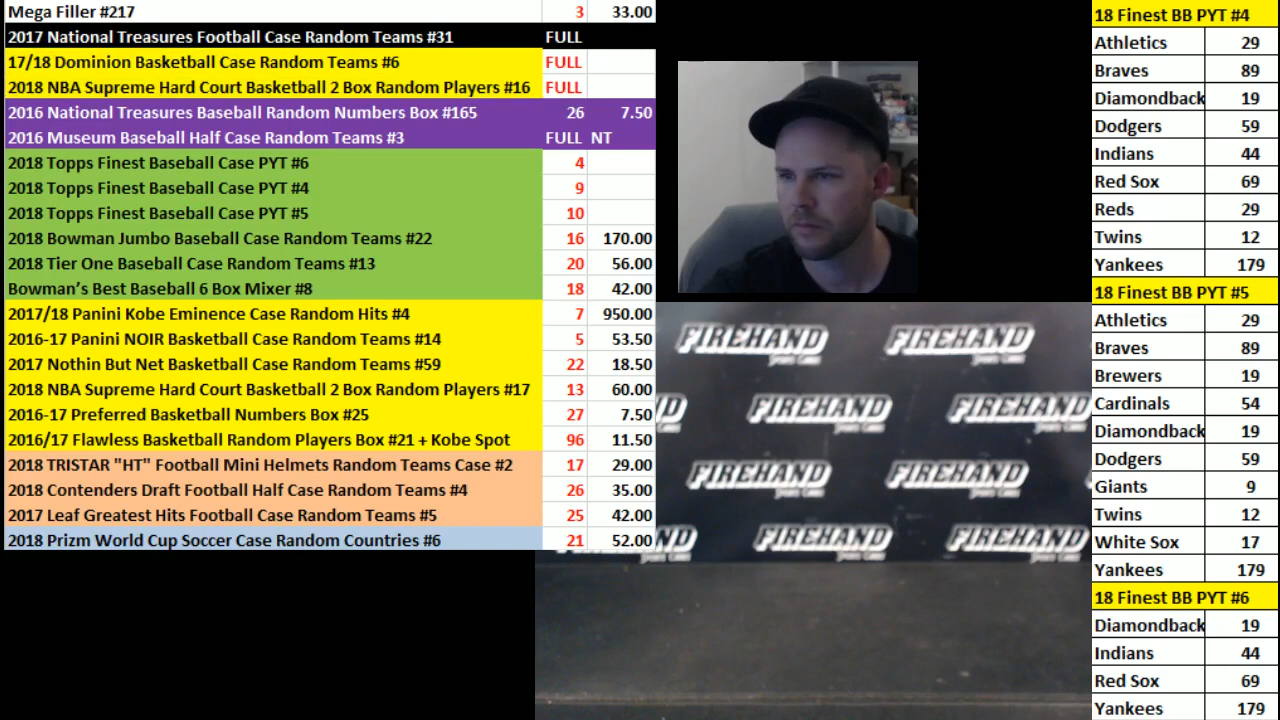 Mega Filler #217 3 33.00
2017 National Treasures Football Case Random Teams #31 FULL
17/18 Dominion Basketball Case Random Teams #6 FULL
2018 NBA Supreme Hard Court Basketball 2 Box Random Players #16 FULL
2016 National Treasures Baseball Random Numbers Box #165 26 7.50
2016 Museum Baseball Half Case Random Teams #3 FULL NT
2018 Topps Finest Baseball Case PYT #6 4
2018 Topps Finest Baseball Case PYT #4 9
2018 Topps Finest Baseball Case PYT #5 10
2018 Bowman Jumbo Baseball Case Random Teams #22 16 170.00
2018 Tier One Baseball Case Random Teams #13 20 56.00
Bowman’s Best Baseball 6 Box Mixer #8 18 42.00
2017/18 Panini Kobe Eminence Case Random Hits #4 7 950.00
2016-17 Panini NOIR Basketball Case Random Teams #14 5 53.50
2017 Nothin But Net Basketball Case Random Teams #59 22 18.50
2018 NBA Supreme Hard Court Basketball 2 Box Random Players #17 13 60.00
2016-17 Preferred Basketball Numbers Box #25 27 7.50
2016/17 Flawless Basketball Random Players Box #21 + Kobe Spot 96 11.50
2018 TRISTAR "HT" Football Mini Helmets Random Teams Case #2 17 29.00
2018 Contenders Draft Football Half Case Random Teams #4 26 35.00
2017 Leaf Greatest Hits Football Case Random Teams #5 25 42.00
2018 Prizm World Cup Soccer Case Random Countries #6 21 52.00
FIREHAND FIREHAND
FIREHAND FIREHAND
FIREHAND FIREHAND
FIREHAND FIREHAND
18 Finest BB PYT #4
Athletics 29
Braves 89
Diamondback 19
Dodgers 59
Indians 44
Red Sox 69
Reds 29
Twins 12
Yankees 179
18 Finest BB PYT #5
Athletics 29
Braves 89
Brewers 19
Cardinals 54
Diamondback 19
Dodgers 59
Giants 9
Twins 12
White Sox 17
Yankees 179
18 Finest BB PYT #6
Diamondback 19
Indians 44
Red Sox 69
Yankees 179